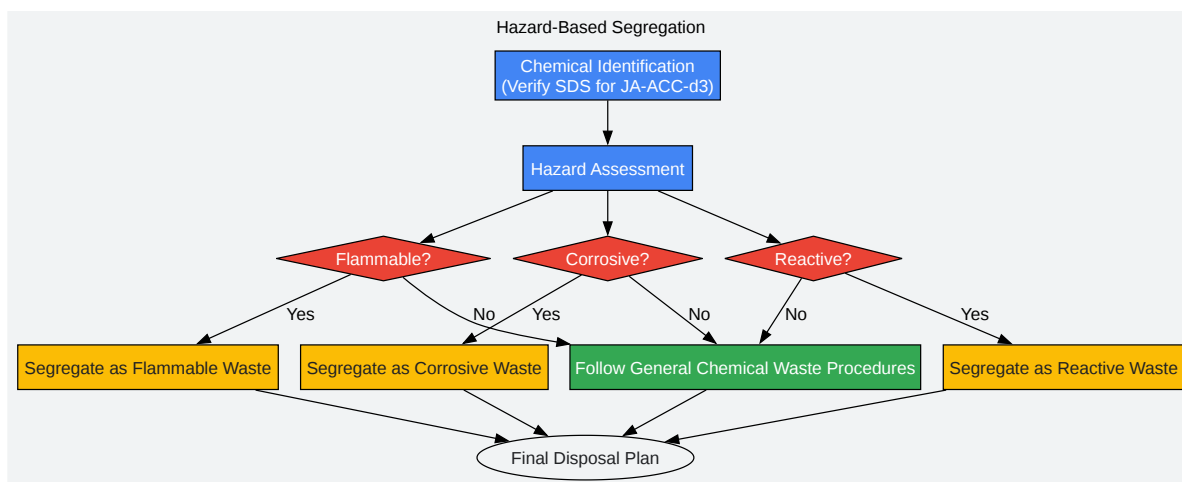 Hazard-Based Segregation
Chemical Identification
(Verify SDS for JA-ACC-d3)
Hazard Assessment
Flammable?
Corrosive?
Reactive?
Yes
No
Yes
No
No
Yes
Segregate as Flammable Waste
Segregate as Corrosive Waste
Follow General Chemical Waste Procedures
Segregate as Reactive Waste
Final Disposal Plan